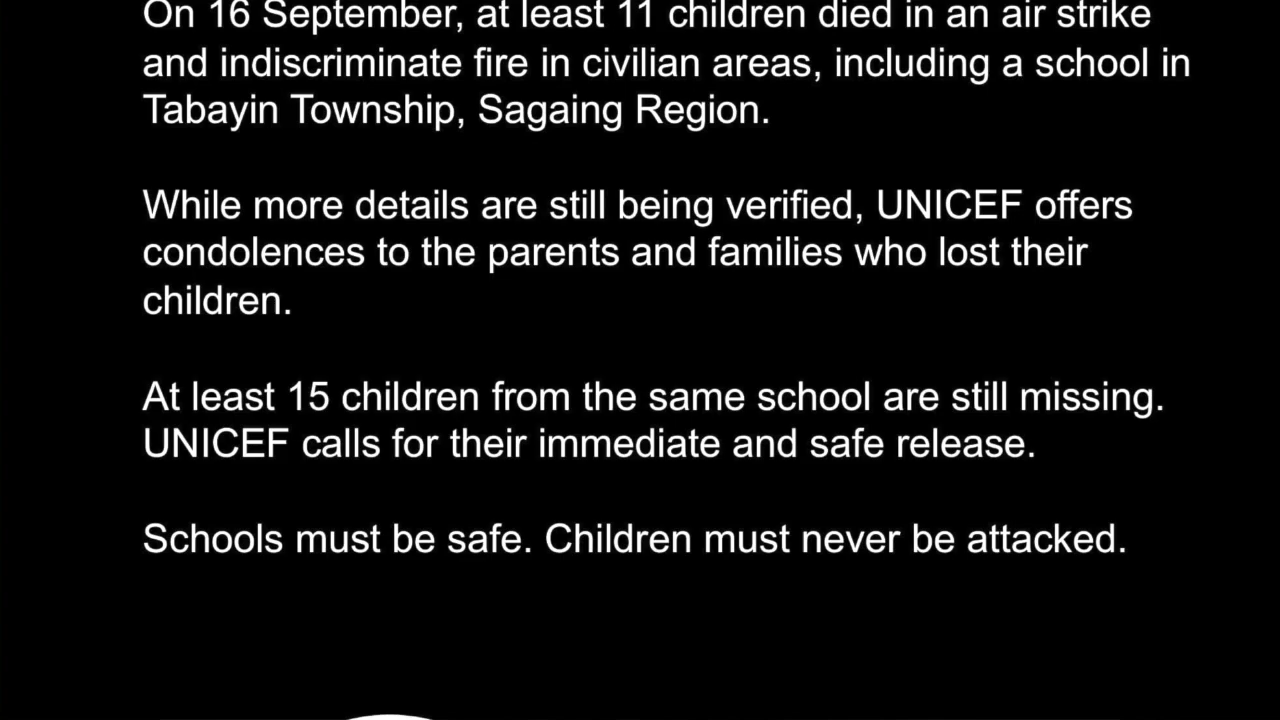 On 16 September, at least 11 children died in an air strike
and indiscriminate fire in civilian areas, including a school in
Tabayin Township, Sagaing Region.
While more details are still being verified, UNICEF offers
condolences to the parents and families who lost their
children.
At least 15 children from the same school are still missing.
UNICEF calls for their immediate and safe release.
Schools must be safe. Children must never be attacked.